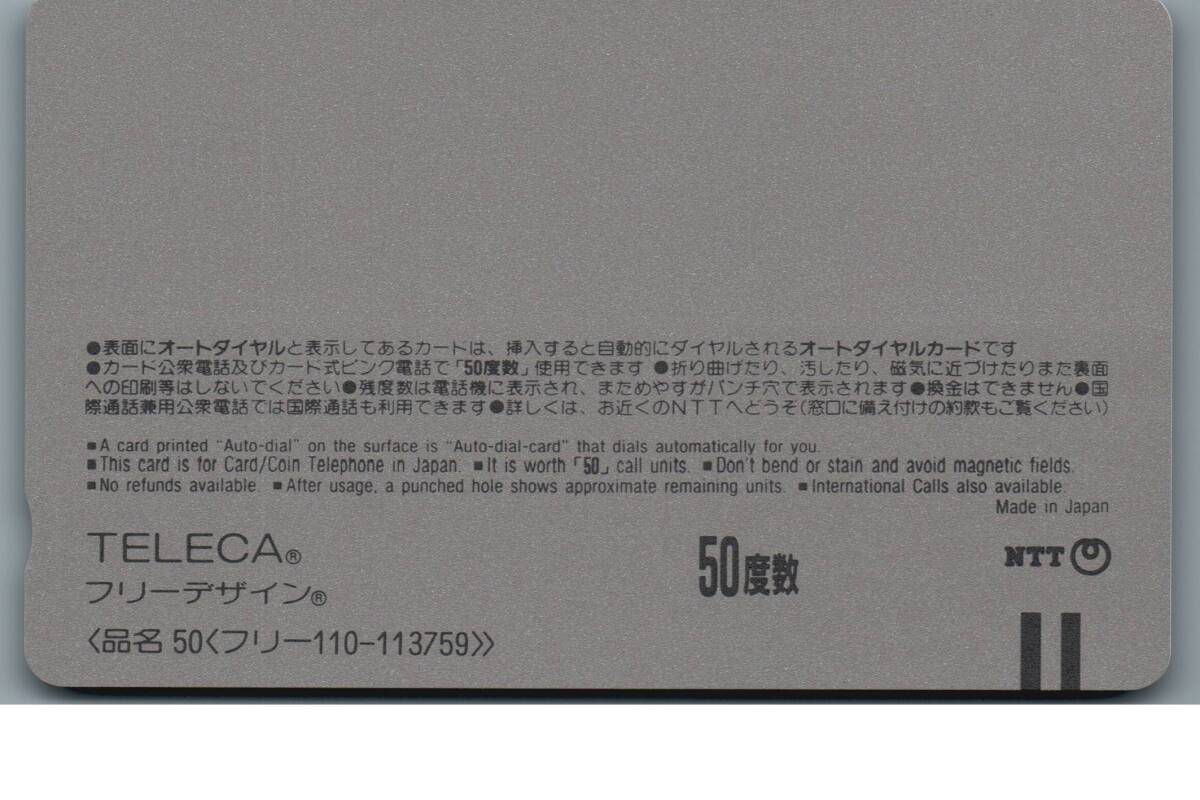 ●表面にオートダイヤルと表示してあるカードは、挿入すると自動的にダイヤルされるオートダイヤルカードです
●カード公衆電話及びカード式ピンク電話で「50度数」使用できます ●折り曲げたり、汚したり、磁気に近づけたりまた裏面
への印刷等はしないでください●残度数は電話機に表示され、まためやすがパンチ穴で表示されます●換金はできません●国
際通話兼用公衆電話では国際通話も利用できます●詳しくは、お近くのNTTへどうぞ(窓口に備え付けの約款もご覧ください)
■A card printed "Auto-dial" on the surface is "Auto-dial-card" that dials automatically for you.
■This card is for Card/Coin Telephone in Japan. ■It is worth「50」call units. ■Don't bend or stain and avoid magnetic fields.
■No refunds available. ■After usage, a punched hole shows approximate remaining units. ■International Calls also available.
Made in Japan
TELECA®
フリーデザイン®
50度数
NTT
〈品名 50〈フリー110-113759〉〉